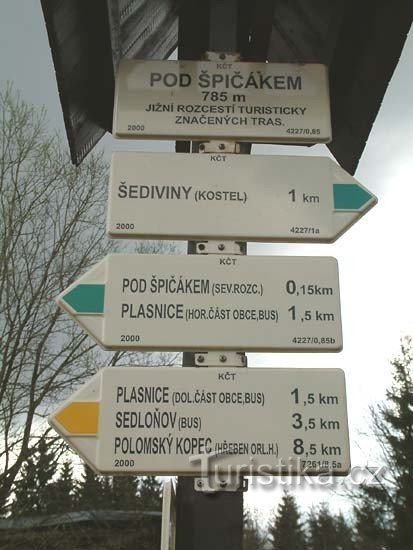 KČT
POD ŠPIČÁKEM
785 m
JIŽNÍ ROZCESTÍ TURISTICKY
ZNAČENÝCH TRAS.
2000 4227/0,85
KČT
ŠEDIVINY (KOSTEL) 1 KM
2000 4227/1a
KČT
POD ŠPIČÁKEM (SEV.ROZC.) 0,15KM
PLASNICE (HOR.ČÁST OBCE,BUS) 1,5 KM
2000 4227/0,85b
KČT
PLASNICE (DOL.ČÁST OBCE,BUS) 1,5 KM
SEDLOŇOV (BUS) 3,5 KM
POLOMSKÝ KOPEC (HŘEBEN ORL.H.) 8,5 KM
2000 7261/8,5a
Turistika.cz